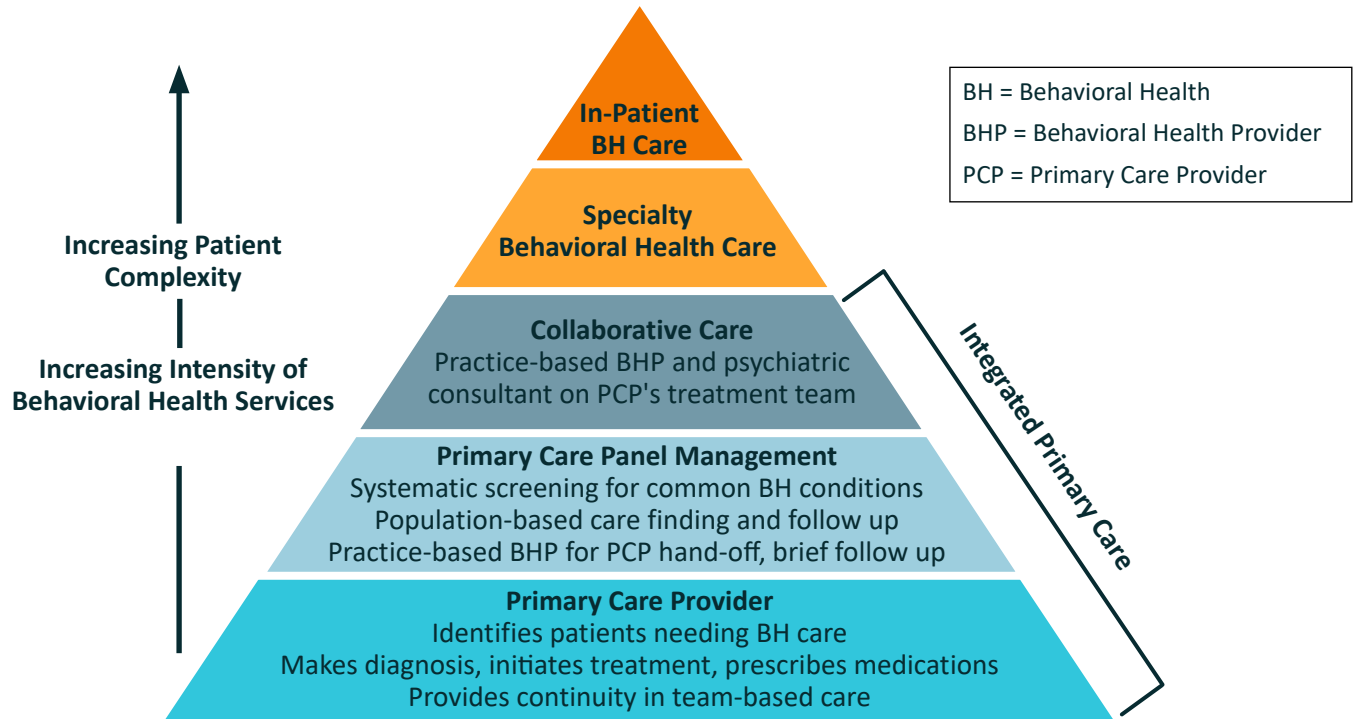 In-Patient
BH Care
BH = Behavioral Health
BHP = Behavioral Health Provider
PCP = Primary Care Provider
Specialty
Behavioral Health Care
Increasing Patient
Complexity
Increasing Intensity of
Behavioral Health Services
Collaborative Care
Practice-based BHP and psychiatric
consultant on PCP's treatment team
Integrated Primary Care
Primary Care Panel Management
Systematic screening for common BH conditions
Population-based care finding and follow up
Practice-based BHP for PCP hand-off, brief follow up
Primary Care Provider
Identifies patients needing BH care
Makes diagnosis, initiates treatment, prescribes medications
Provides continuity in team-based care